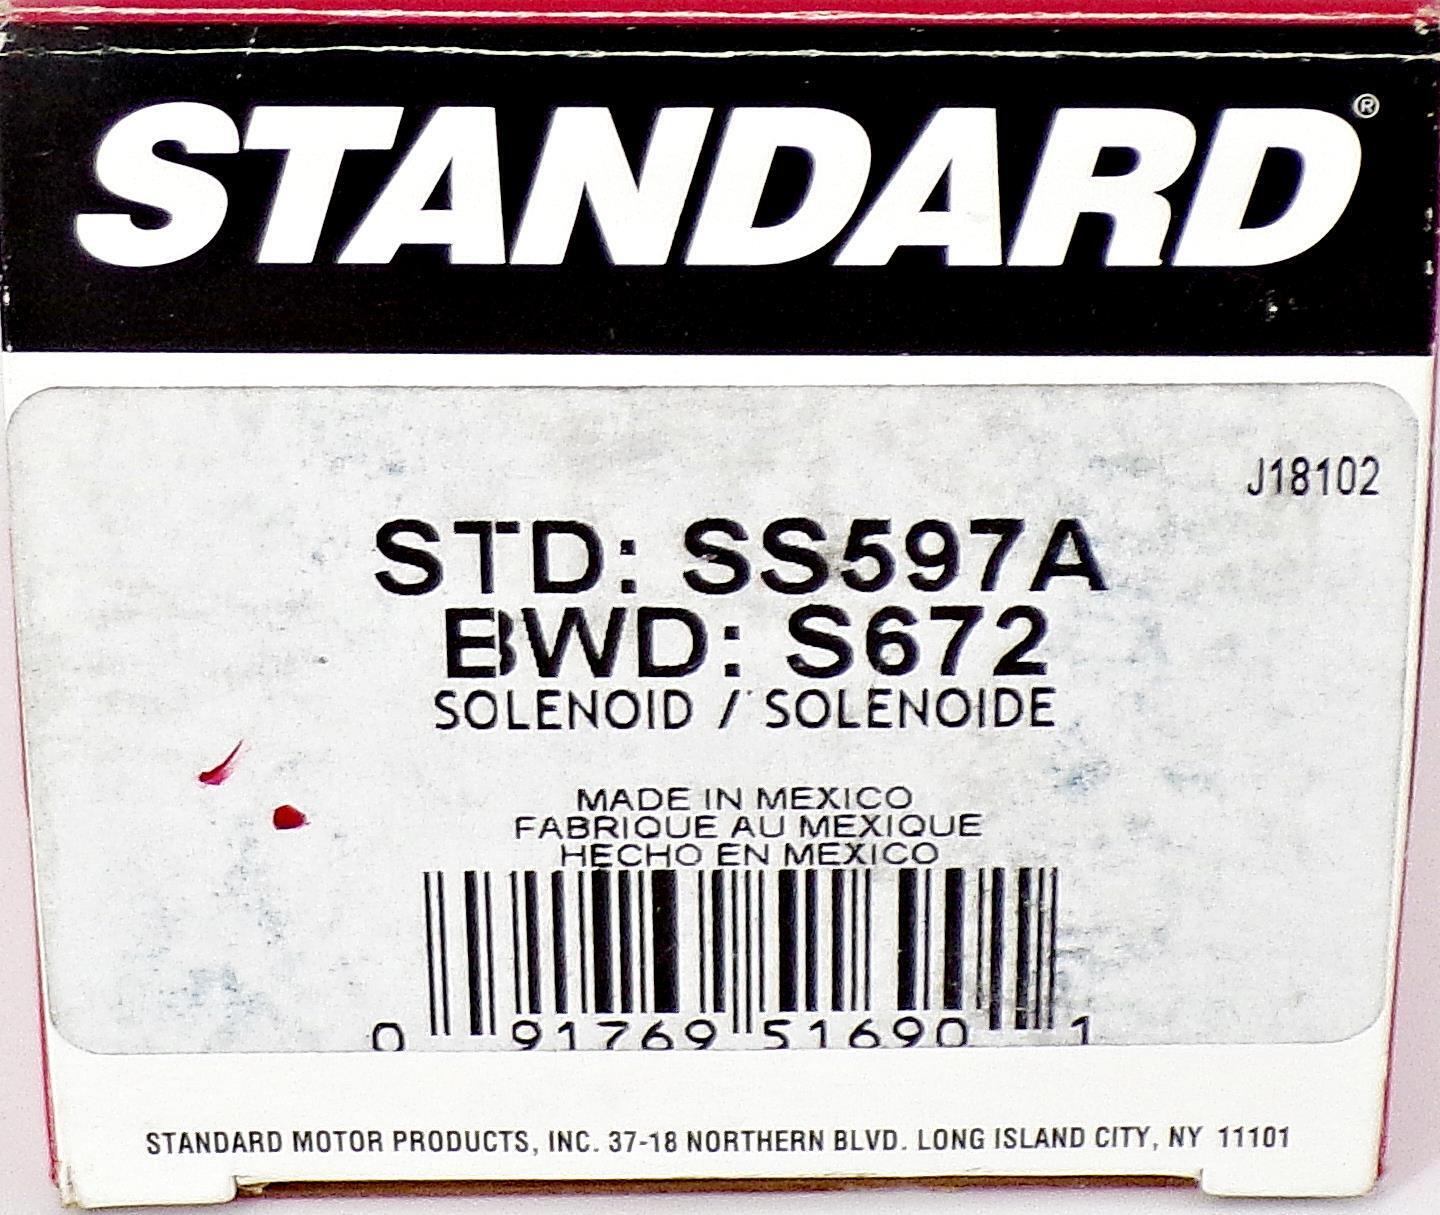 STANDARD®
J18102
STD: SS597A
BWD: S672
SOLENOID / SOLENOIDE
MADE IN MEXICO
FABRIQUE AU MEXIQUE
HECHO EN MEXICO
0 91769 51690 1
STANDARD MOTOR PRODUCTS, INC. 37-18 NORTHERN BLVD. LONG ISLAND CITY, NY 11101